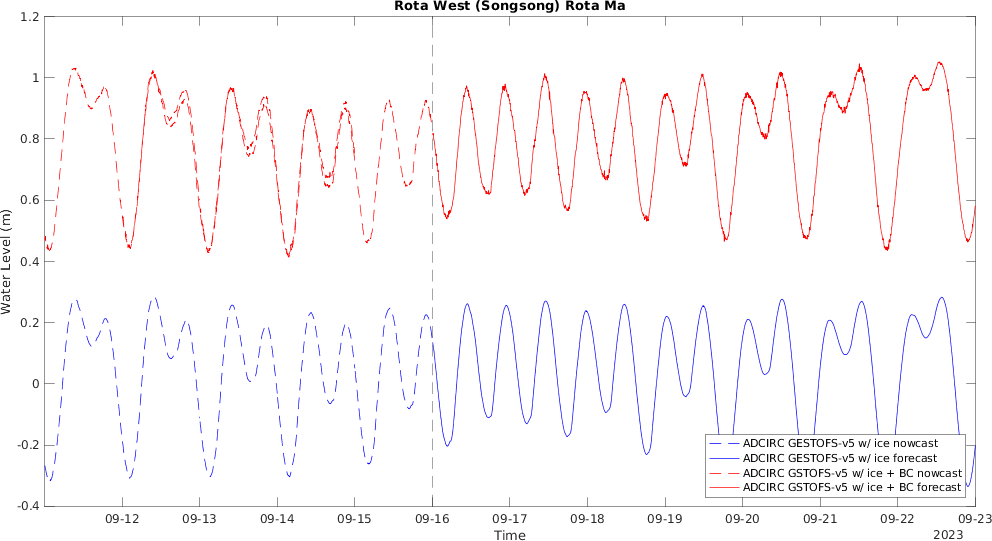 Rota West (Songsong) Rota Ma
1.2
1
0.8
0.6
0.4
0.2
0
-0.2
-0.4
Water Level (m)
ADCIRC GESTOFS-v5 w/ ice nowcast
ADCIRC GESTOFS-v5 w/ ice forecast
ADCIRC GSTOFS-v5 w/ ice + BC nowcast
ADCIRC GSTOFS-v5 w/ ice + BC forecast
09-12 09-13 09-14 09-15 09-16 09-17 09-18 09-19 09-20 09-21 09-22 09-23
Time
2023